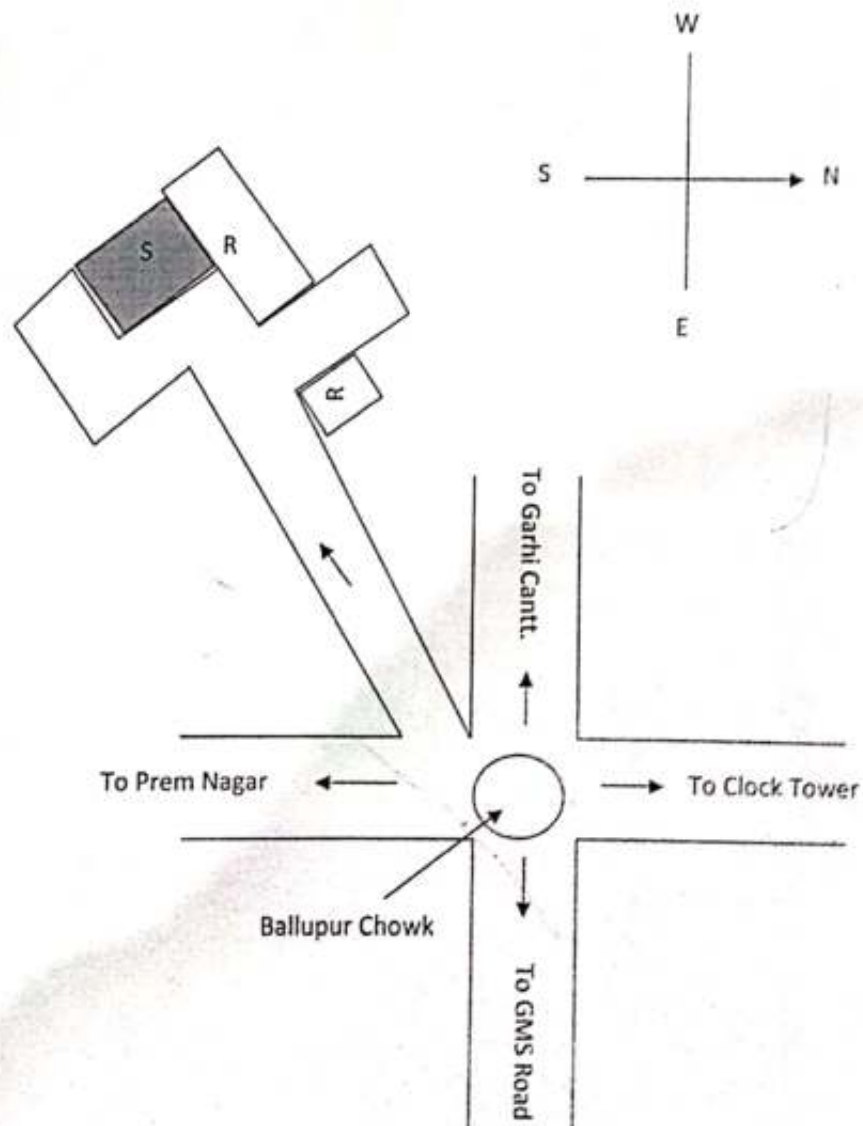 W
S
N
E
S
R
R
To Garhi Cantt.
To Prem Nagar
To Clock Tower
Ballupur Chowk
To GMS Road